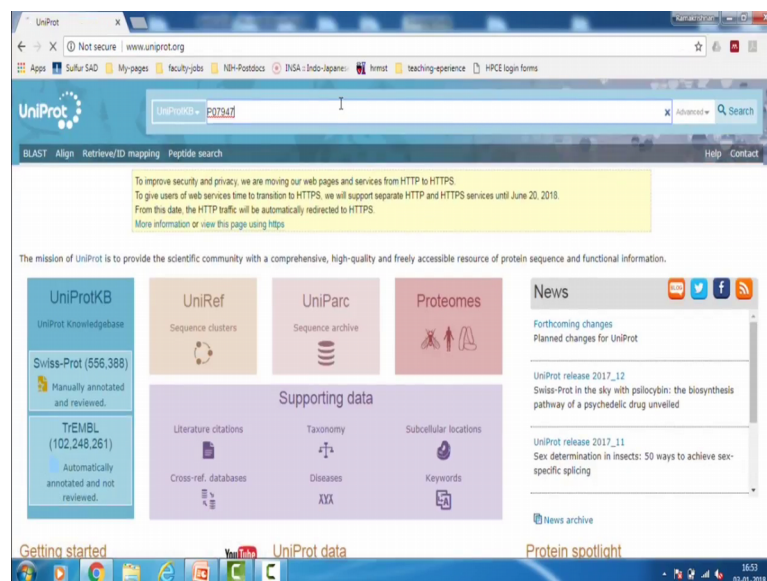 UniProt
Ramakrishnan
Not secure | www.uniprot.org
Apps Sulfur SAD My-pages faculty-jobs NIH-Postdocs INSA :: Indo-Japanes hrmst teaching-eperience HPCE login forms
UniProt
UniProtKB P07947 x Advanced Search
BLAST Align Retrieve/ID mapping Peptide search Help Contact
To improve security and privacy, we are moving our web pages and services from HTTP to HTTPS.
To give users of web services time to transition to HTTPS, we will support separate HTTP and HTTPS services until June 20, 2018.
From this date, the HTTP traffic will be automatically redirected to HTTPS.
More information or view this page using https
The mission of UniProt is to provide the scientific community with a comprehensive, high-quality and freely accessible resource of protein sequence and functional information.
UniProtKB
UniProt Knowledgebase
Swiss-Prot (556,388)
Manually annotated
and reviewed.
TrEMBL
(102,248,261)
Automatically
annotated and not
reviewed.
UniRef
Sequence clusters
UniParc
Sequence archive
Proteomes
Supporting data
Literature citations
Taxonomy
Subcellular locations
Cross-ref. databases
Diseases
XYX
Keywords
News
BLOG
Forthcoming changes
Planned changes for UniProt
UniProt release 2017_12
Swiss-Prot in the sky with psilocybin: the biosynthesis
pathway of a psychedelic drug unveiled
UniProt release 2017_11
Sex determination in insects: 50 ways to achieve sex-
specific splicing
News archive
Getting started
YouTube
UniProt data
Protein spotlight
16:53
02-01-2018